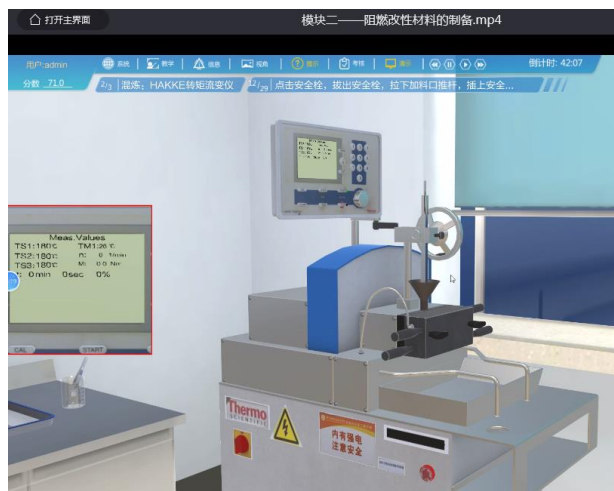 打开主界面
模块二——阻燃改性材料的制备.mp4
用户:admin
系统
教学
信息
视角
提示
考核
演示
倒计时: 42:07
分数 71.0
2/3 混炼：HAKKE转矩流变仪
12/29 点击安全栓，拔出安全栓，拉下加料口推杆，插上安全...
Meas.Values
TS1:180℃ TM1:26 ℃
TS2:180℃ n: 0 1/min
TS3:180℃ M: 0.0 Nm
0min 0sec 0%
CAL START
Thermo
SCIENTIFIC
内有强电
注意安全